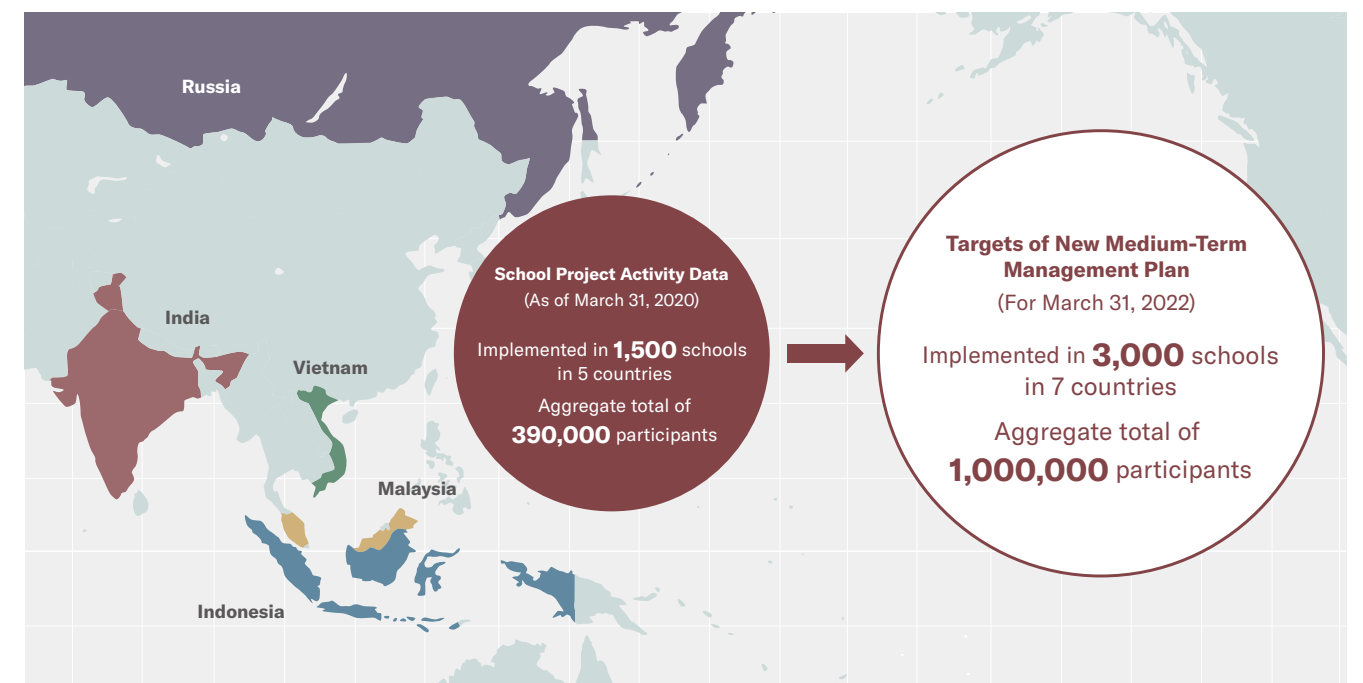 Russia
India
Vietnam
Malaysia
Indonesia
School Project Activity Data
(As of March 31, 2020)
Implemented in 1,500 schools
in 5 countries
Aggregate total of
390,000 participants
Targets of New Medium-Term
Management Plan
(For March 31, 2022)
Implemented in 3,000 schools
in 7 countries
Aggregate total of
1,000,000 participants